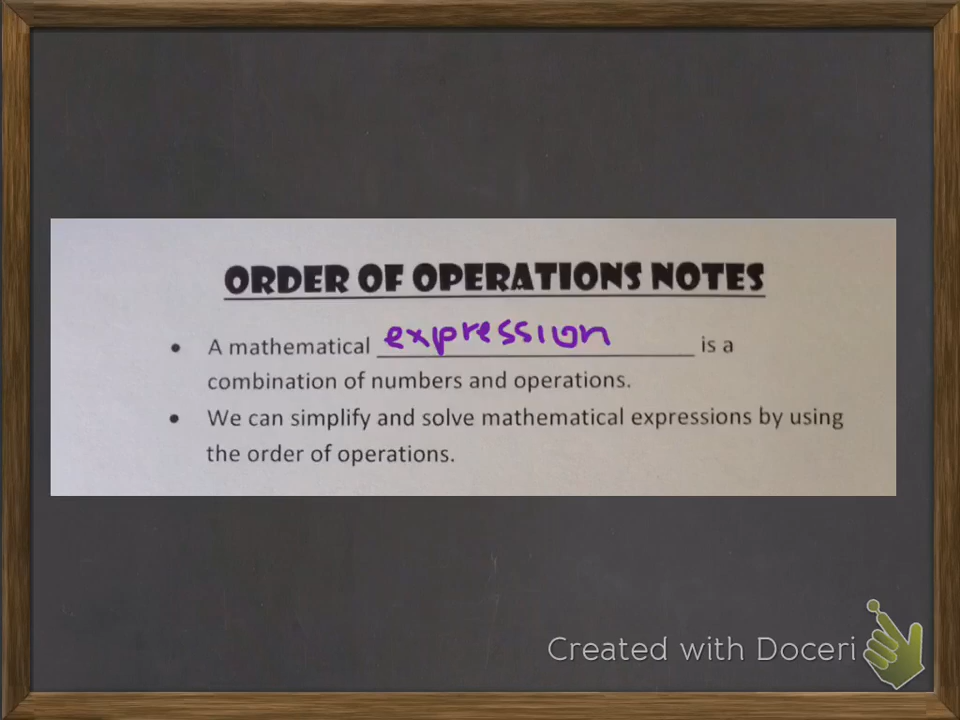 ORDER OF OPERATIONS NOTES
• A mathematical expression is a
combination of numbers and operations.
• We can simplify and solve mathematical expressions by using
the order of operations.
Created with Doceri